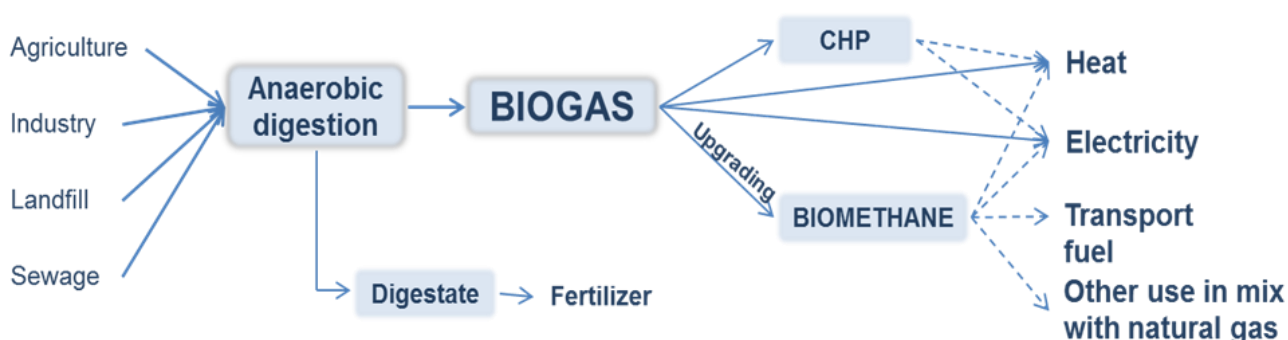 Agriculture
Industry
Landfill
Sewage
Anaerobic
digestion
BIOGAS
Digestate
Fertilizer
CHP
Upgrading
BIOMETHANE
Heat
Electricity
Transport
fuel
Other use in mix
with natural gas